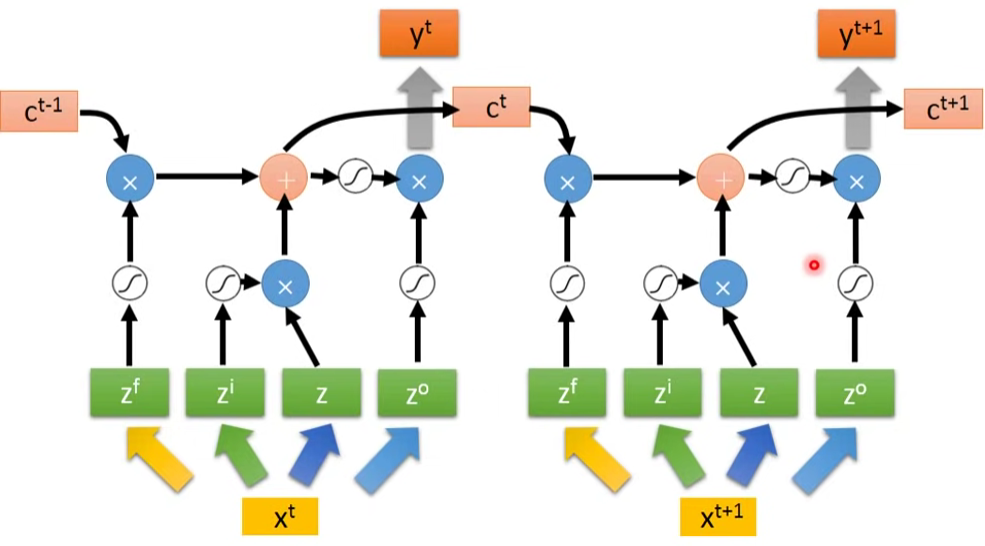 y^t
y^{t+1}
c^{t-1}
c^t
c^{t+1}
× + × × + ×
× ×
z^f z^i z z^o z^f z^i z z^o
x^t
x^{t+1}